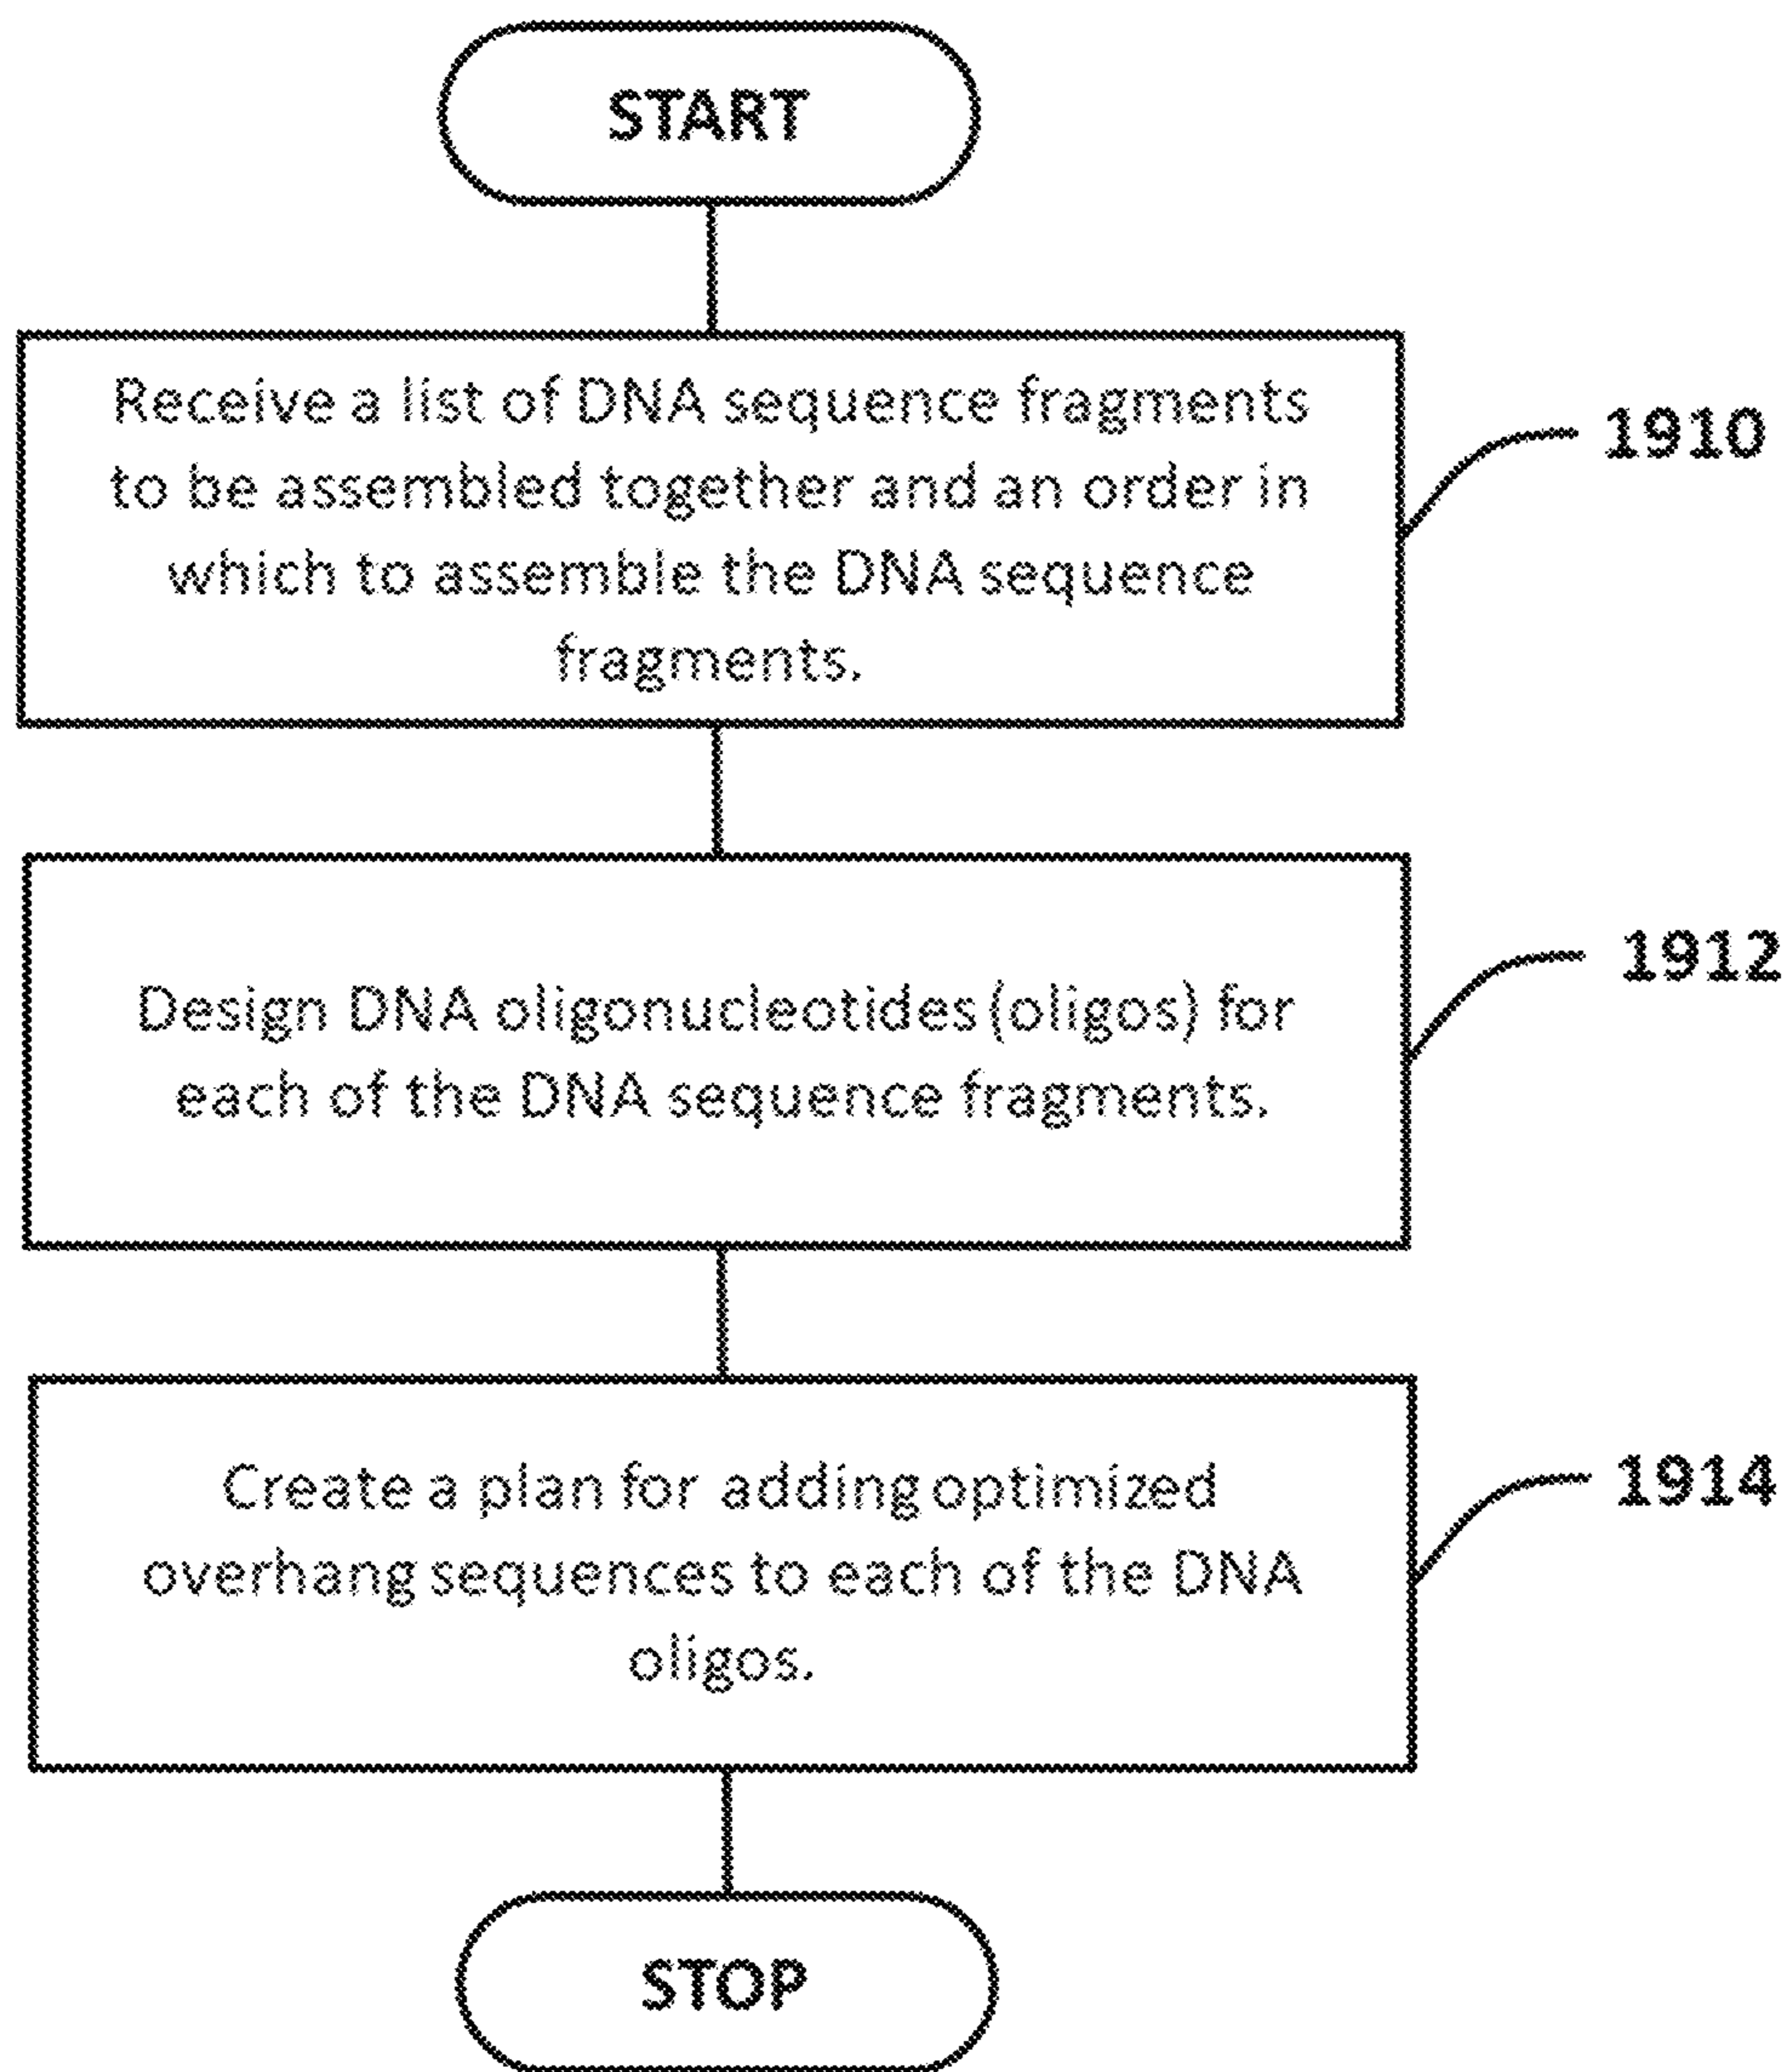 START
Receive a list of DNA sequence fragments
to be assembled together and an order in
which to assemble the DNA sequence
fragments.
1910
Design DNA oligonucleotides (oligos) for
each of the DNA sequence fragments.
1912
Create a plan for adding optimized
overhang sequences to each of the DNA
oligos.
1914
STOP